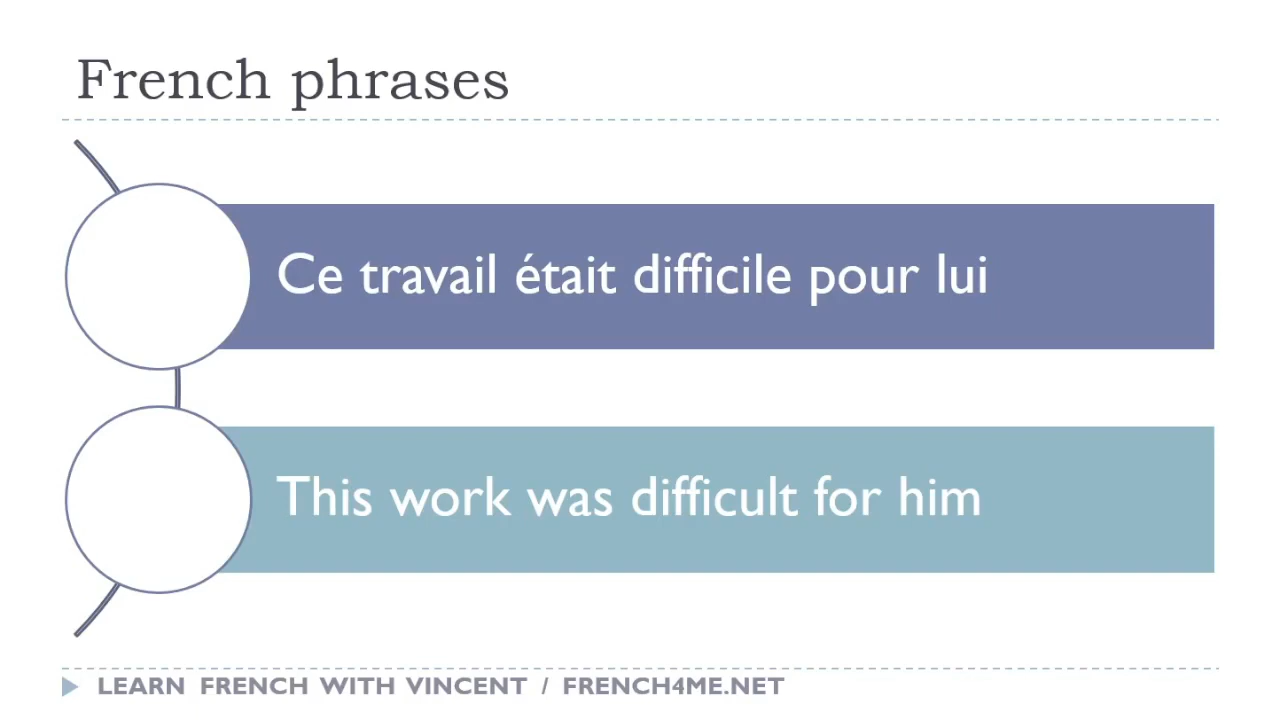 French phrases
Ce travail était difficile pour lui
This work was difficult for him
LEARN FRENCH WITH VINCENT / FRENCH4ME.NET